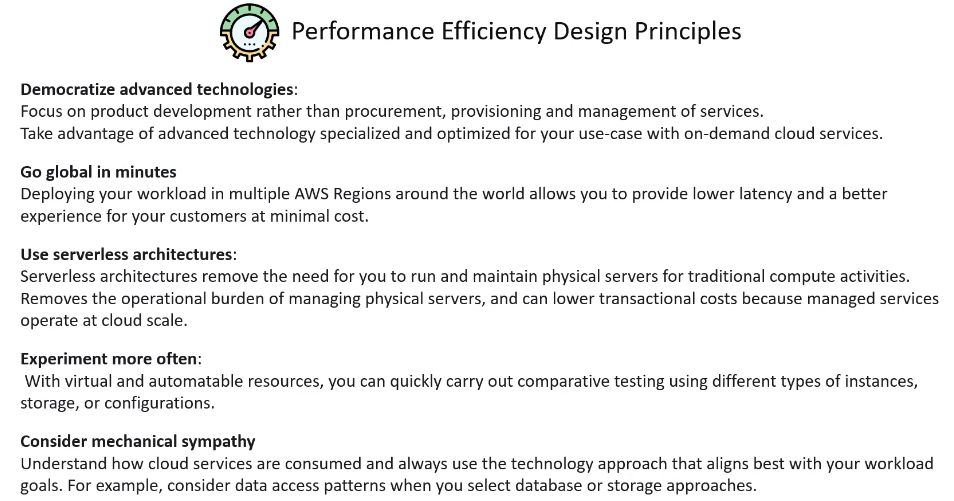 Performance Efficiency Design Principles
Democratize advanced technologies:
Focus on product development rather than procurement, provisioning and management of services.
Take advantage of advanced technology specialized and optimized for your use-case with on-demand cloud services.
Go global in minutes
Deploying your workload in multiple AWS Regions around the world allows you to provide lower latency and a better
experience for your customers at minimal cost.
Use serverless architectures:
Serverless architectures remove the need for you to run and maintain physical servers for traditional compute activities.
Removes the operational burden of managing physical servers, and can lower transactional costs because managed services
operate at cloud scale.
Experiment more often:
With virtual and automatable resources, you can quickly carry out comparative testing using different types of instances,
storage, or configurations.
Consider mechanical sympathy
Understand how cloud services are consumed and always use the technology approach that aligns best with your workload
goals. For example, consider data access patterns when you select database or storage approaches.